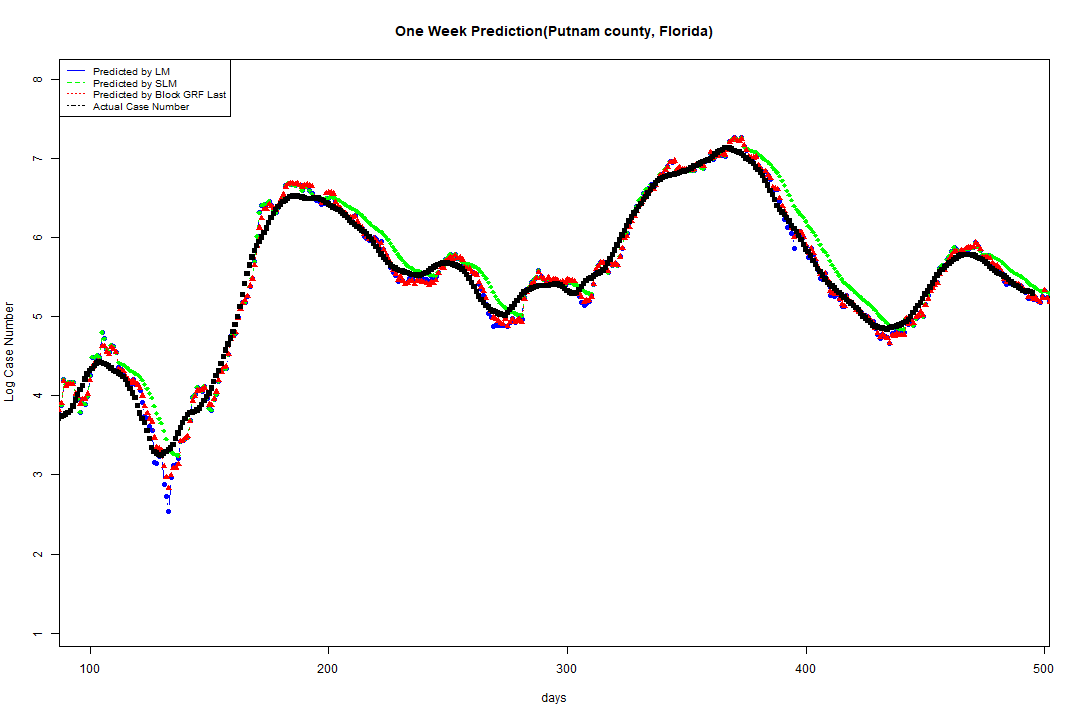 One Week Prediction(Putnam county, Florida)
Predicted by LM
Predicted by SLM
Predicted by Block GRF Last
Actual Case Number
8
7
6
5
4
3
2
1
Log Case Number
100 200 300 400 500
days